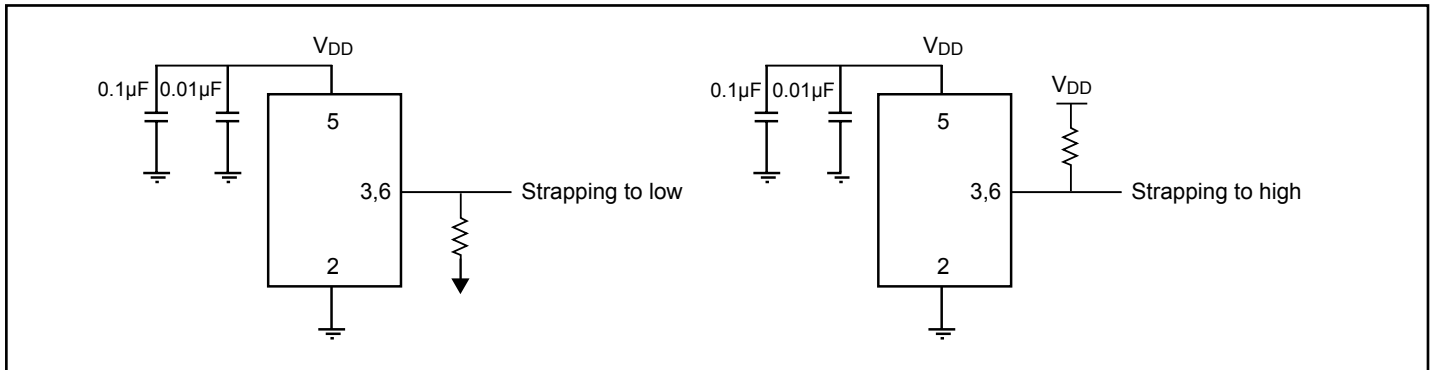 VDD
0.1µF 0.01µF
5
3,6 Strapping to low
2
VDD
0.1µF 0.01µF
VDD
5
3,6 Strapping to high
2